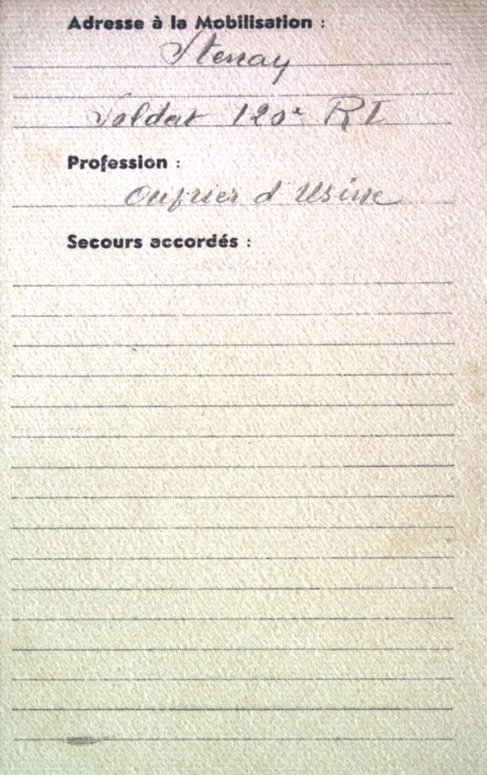 Adresse à la Mobilisation :
Stenay
Soldat 120e RI
Profession :
Ouvrier d Usine
Secours accordés :